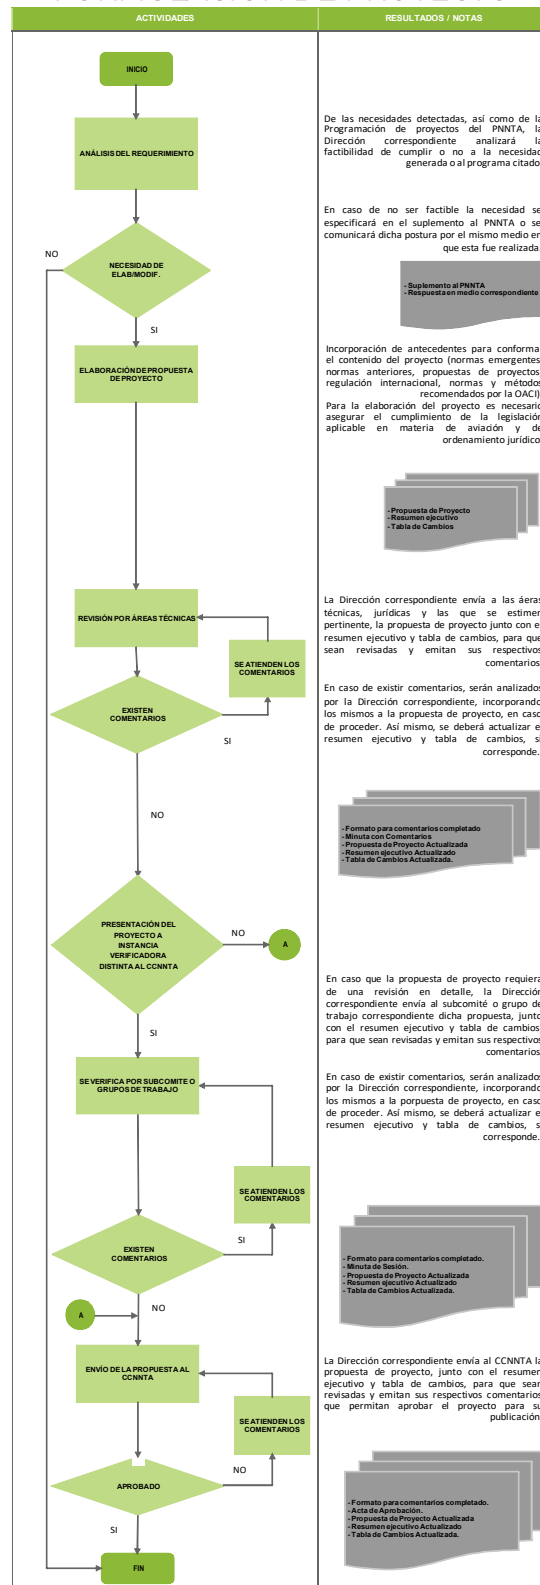 ACTIVIDADES
RESULTADOS / NOTAS
INICIO
De las necesidades detectadas, así como de la
Programación de proyectos del PNNTA, la
Dirección correspondiente analizará la
factibilidad de cumplir o no a la necesidad
generada o al programa citado
ANÁLISIS DEL REQUERIMIENTO
En caso de no ser factible la necesidad se
especificará en el suplemento al PNNTA o se
comunicará dicha postura por el mismo medio en
que esta fue realizada.
NO
NECESIDAD DE
ELAB/MODIF.
- Suplemento al PNNTA
- Respuesta en medio correspondiente
SI
Incorporación de antecedentes para conforma
el contenido del proyecto (normas emergentes
normas anteriores, propuestas de proyectos
regulación internacional, normas y métodos
recomendados por la OACI)
Para la elaboración del proyecto es necesario
asegurar el cumplimiento de la legislación
aplicable en materia de aviación y de
ordenamiento jurídico
ELABORACIÓN DE PROPUESTA
DE PROYECTO
- Propuesta de Proyecto
- Resumen ejecutivo
- Tabla de Cambios
La Dirección correspondiente envía a las áeras
técnicas, jurídicas y las que se estimen
pertinente, la propuesta de proyecto junto con e
resumen ejecutivo y tabla de cambios, para que
sean revisadas y emitan sus respectivos
comentarios
REVISIÓN POR ÁREAS TÉCNICAS
SE ATIENDEN LOS
COMENTARIOS
En caso de existir comentarios, serán analizados
por la Dirección correspondiente, incorporando
los mismos a la propuesta de proyecto, en caso
de proceder. Así mismo, se deberá actualizar e
resumen ejecutivo y tabla de cambios, si
corresponde.
EXISTEN
COMENTARIOS
SI
NO
- Formato para comentarios completado
- Minuta con Comentarios
- Propuesta de Proyecto Actualizada
- Resumen ejecutivo Actualizado
- Tabla de Cambios Actualizada.
PRESENTACIÓN DEL
PROYECTO A
INSTANCIA
VERIFICADORA
DISTINTA AL CCNNTA
NO
A
En caso que la propuesta de proyecto requiera
de una revisión en detalle, la Dirección
correspondiente envía al subcomité o grupo de
trabajo correspondiente dicha propuesta, junto
con el resumen ejecutivo y tabla de cambios
para que sean revisadas y emitan sus respectivos
comentarios
SI
SE VERIFICA POR SUBCOMITE O
GRUPOS DE TRABAJO
En caso de existir comentarios, serán analizados
por la Dirección correspondiente, incorporando
los mismos a la porpuesta de proyecto, en caso
de proceder. Así mismo, se deberá actualizar e
resumen ejecutivo y tabla de cambios, s
corresponde.
SE ATIENDEN LOS
COMENTARIOS
EXISTEN
COMENTARIOS
SI
- Formato para comentarios completado.
- Minuta de Sesión.
- Propuesta de Proyecto Actualizada
- Resumen ejecutivo Actualizado
- Tabla de Cambios Actualizada.
A
NO
ENVÍO DE LA PROPUESTA AL
CCNNTA
La Dirección correspondiente envía al CCNNTA la
propuesta de proyecto, junto con el resumen
ejecutivo y tabla de cambios, para que sean
revisadas y emitan sus respectivos comentarios
que permitan aprobar el proyecto para su
publicación
SE ATIENDEN LOS
COMENTARIOS
NO
APROBADO
- Formato para comentarios completado.
- Acta de Aprobación.
- Propuesta de Proyecto Actualizada
- Resumen ejecutivo Actualizado
- Tabla de Cambios Actualizada.
SI
FIN